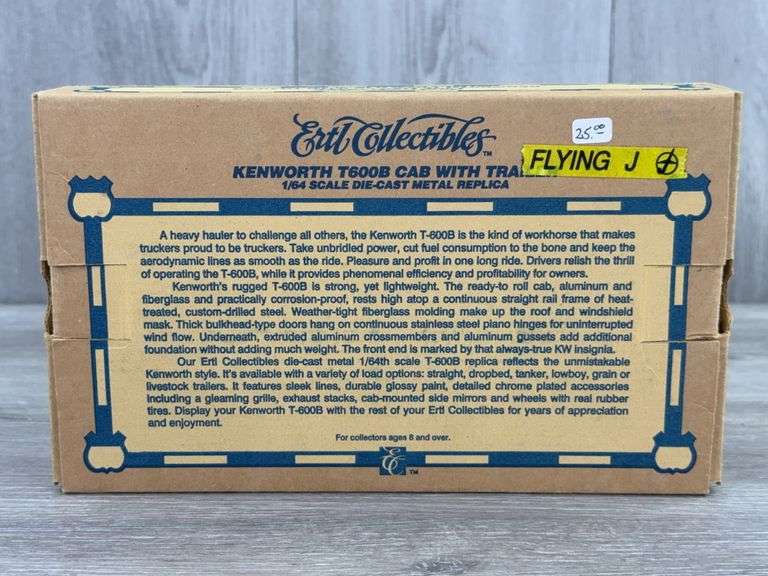 Ertl Collectibles™
25.00
FLYING J
KENWORTH T600B CAB WITH
1/64 SCALE DIE-CAST METAL REPLICA
A heavy hauler to challenge all others, the Kenworth T-600B is the kind of workhorse that makes
truckers proud to be truckers. Take unbridled power, cut fuel consumption to the bone and keep the
aerodynamic lines as smooth as the ride. Pleasure and profit in one long ride. Drivers relish the thrill
of operating the T-600B, while it provides phenomenal efficiency and profitability for owners.
Kenworth's rugged T-600B is strong, yet lightweight. The ready-to roll cab, aluminum and
fiberglass and practically corrosion-proof, rests high atop a continuous straight rail frame of heat-
treated, custom-drilled steel. Weather-tight fiberglass molding make up the roof and windshield
mask. Thick bulkhead-type doors hang on continuous stainless steel piano hinges for uninterrupted
wind flow. Underneath, extruded aluminum crossmembers and aluminum gussets add additional
foundation without adding much weight. The front end is marked by that always-true KW insignia.
Our Ertl Collectibles die-cast metal 1/64th scale T-600B replica reflects the unmistakable
Kenworth style. It's available with a variety of load options: straight, dropbed, tanker, lowboy, grain or
livestock trailers. It features sleek lines, durable glossy paint, detailed chrome plated accessories
including a gleaming grille, exhaust stacks, cab-mounted side mirrors and wheels with real rubber
tires. Display your Kenworth T-600B with the rest of your Ertl Collectibles for years of appreciation
and enjoyment.
For collectors ages 8 and over.
EC™